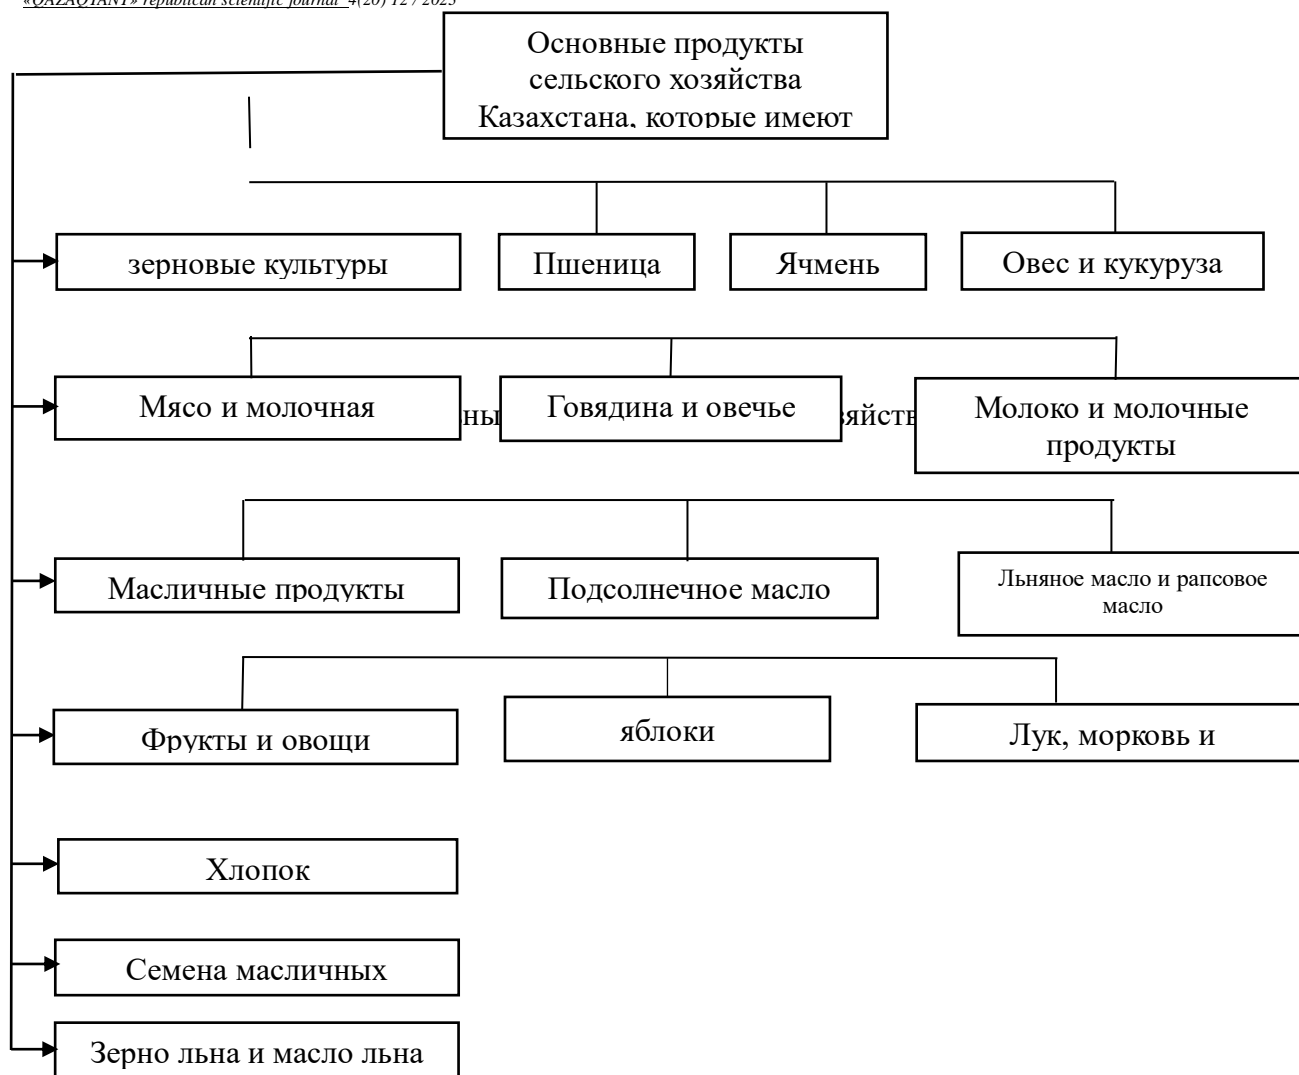 «QAZAQTANY» republican scientific journal 4(20) 12 / 2023
Основные продукты
сельского хозяйства
Казахстана, которые имеют
зерновые культуры
Пшеница
Ячмень
Овес и кукуруза
Мясо и молочная
ны
Говядина и овечье
яйств
Молоко и молочные
продукты
Масличные продукты
Подсолнечное масло
Льняное масло и рапсовое
масло
Фрукты и овощи
яблоки
Лук, морковь и
Хлопок
Семена масличных
Зерно льна и масло льна